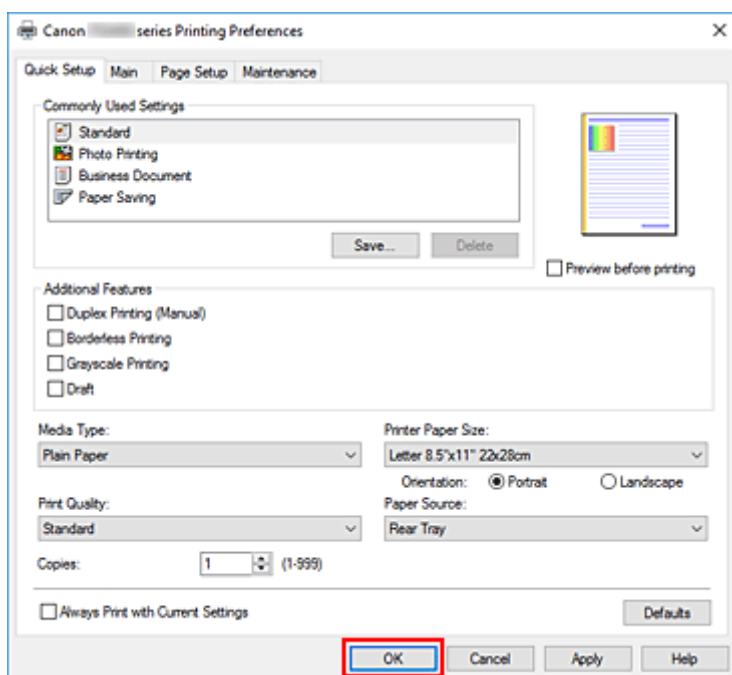 Canon series Printing Preferences
Quick Setup Main Page Setup Maintenance
Commonly Used Settings
Standard
Photo Printing
Business Document
Paper Saving
Save... Delete
Preview before printing
Additional Features
Duplex Printing (Manual)
Borderless Printing
Grayscale Printing
Draft
Media Type: Printer Paper Size:
Plain Paper Letter 8.5"x11" 22x28cm
Orientation: Portrait Landscape
Print Quality: Paper Source:
Standard Rear Tray
Copies: 1 (1-999)
Always Print with Current Settings Defaults
OK Cancel Apply Help